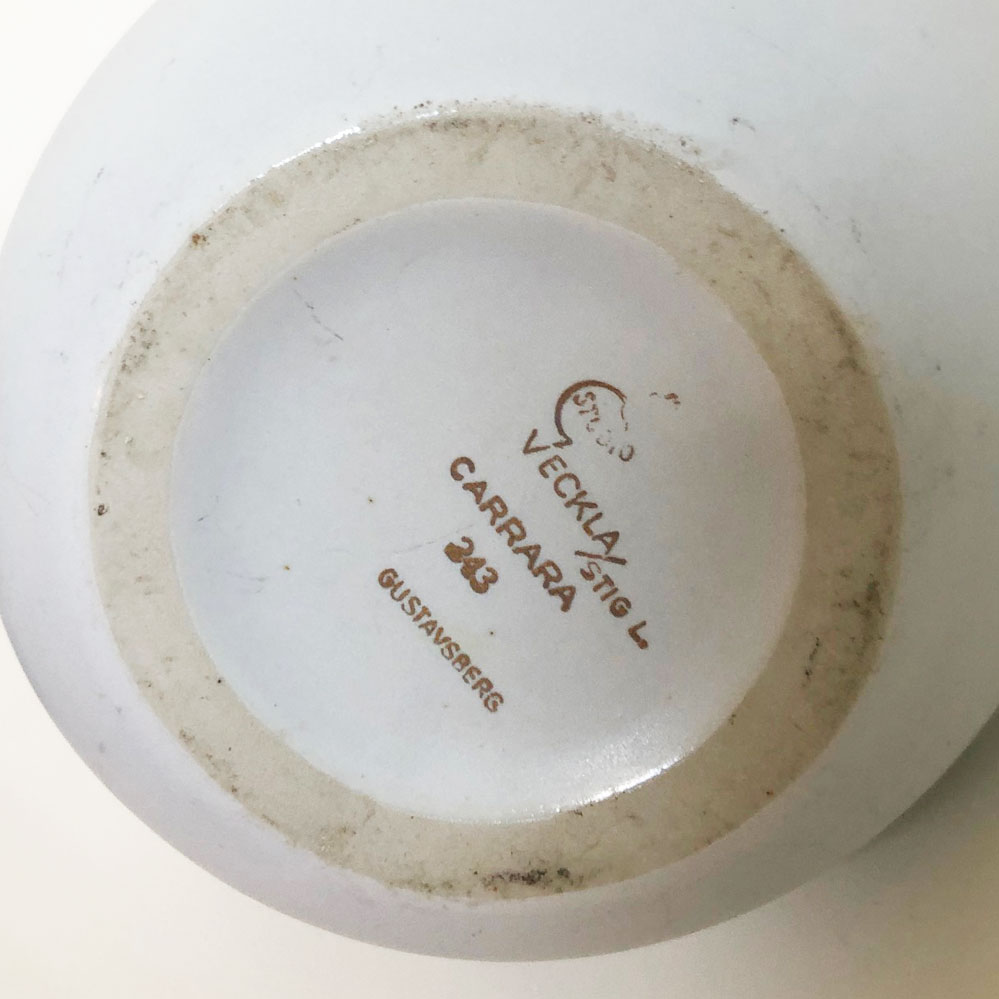 STUDIO
VECKLA/STIG L.
CARRARA
243
GUSTAVSBERG